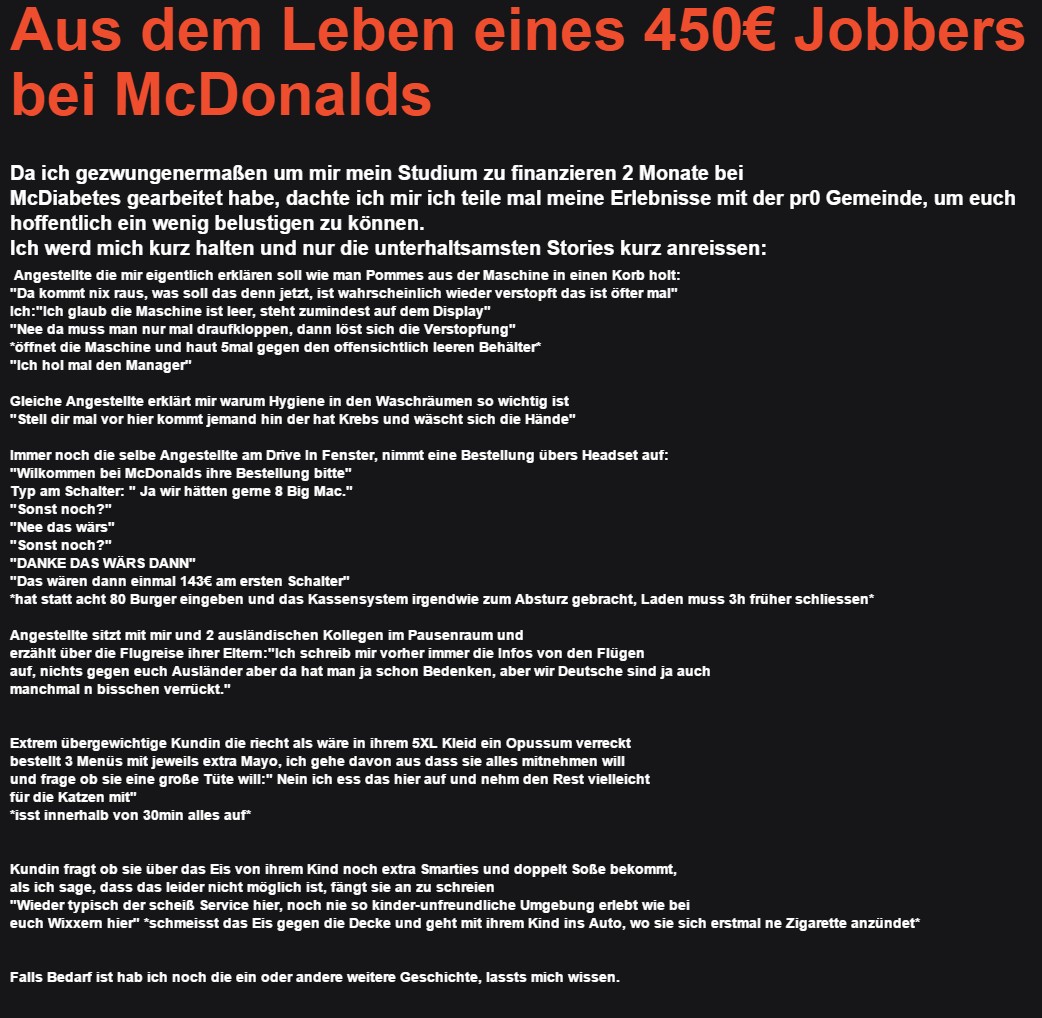 Aus dem Leben eines 450€ Jobbers
bei McDonalds
Da ich gezwungenermaßen um mir mein Studium zu finanzieren 2 Monate bei
McDiabetes gearbeitet habe, dachte ich mir ich teile mal meine Erlebnisse mit der pr0 Gemeinde, um euch
hoffentlich ein wenig belustigen zu können.
Ich werd mich kurz halten und nur die unterhaltsamsten Stories kurz anreissen:
Angestellte die mir eigentlich erklären soll wie man Pommes aus der Maschine in einen Korb holt:
"Da kommt nix raus, was soll das denn jetzt, ist wahrscheinlich wieder verstopft das ist öfter mal"
Ich:"Ich glaub die Maschine ist leer, steht zumindest auf dem Display"
"Nee da muss man nur mal draufkloppen, dann löst sich die Verstopfung"
*öffnet die Maschine und haut 5mal gegen den offensichtlich leeren Behälter*
"Ich hol mal den Manager"
Gleiche Angestellte erklärt mir warum Hygiene in den Waschräumen so wichtig ist
"Stell dir mal vor hier kommt jemand hin der hat Krebs und wäscht sich die Hände"
Immer noch die selbe Angestellte am Drive In Fenster, nimmt eine Bestellung übers Headset auf:
"Wilkommen bei McDonalds ihre Bestellung bitte"
Typ am Schalter: " Ja wir hätten gerne 8 Big Mac."
"Sonst noch?"
"Nee das wärs"
"Sonst noch?"
"DANKE DAS WÄRS DANN"
"Das wären dann einmal 143€ am ersten Schalter"
*hat statt acht 80 Burger eingeben und das Kassensystem irgendwie zum Absturz gebracht, Laden muss 3h früher schliessen*
Angestellte sitzt mit mir und 2 ausländischen Kollegen im Pausenraum und
erzählt über die Flugreise ihrer Eltern:"Ich schreib mir vorher immer die Infos von den Flügen
auf, nichts gegen euch Ausländer aber da hat man ja schon Bedenken, aber wir Deutsche sind ja auch
manchmal n bisschen verrückt."
Extrem übergewichtige Kundin die riecht als wäre in ihrem 5XL Kleid ein Opussum verreckt
bestellt 3 Menüs mit jeweils extra Mayo, ich gehe davon aus dass sie alles mitnehmen will
und frage ob sie eine große Tüte will:" Nein ich ess das hier auf und nehm den Rest vielleicht
für die Katzen mit"
*isst innerhalb von 30min alles auf*
Kundin fragt ob sie über das Eis von ihrem Kind noch extra Smarties und doppelt Soße bekommt,
als ich sage, dass das leider nicht möglich ist, fängt sie an zu schreien
"Wieder typisch der scheiß Service hier, noch nie so kinder-unfreundliche Umgebung erlebt wie bei
euch Wixxern hier" *schmeisst das Eis gegen die Decke und geht mit ihrem Kind ins Auto, wo sie sich erstmal ne Zigarette anzündet*
Falls Bedarf ist hab ich noch die ein oder andere weitere Geschichte, lassts mich wissen.